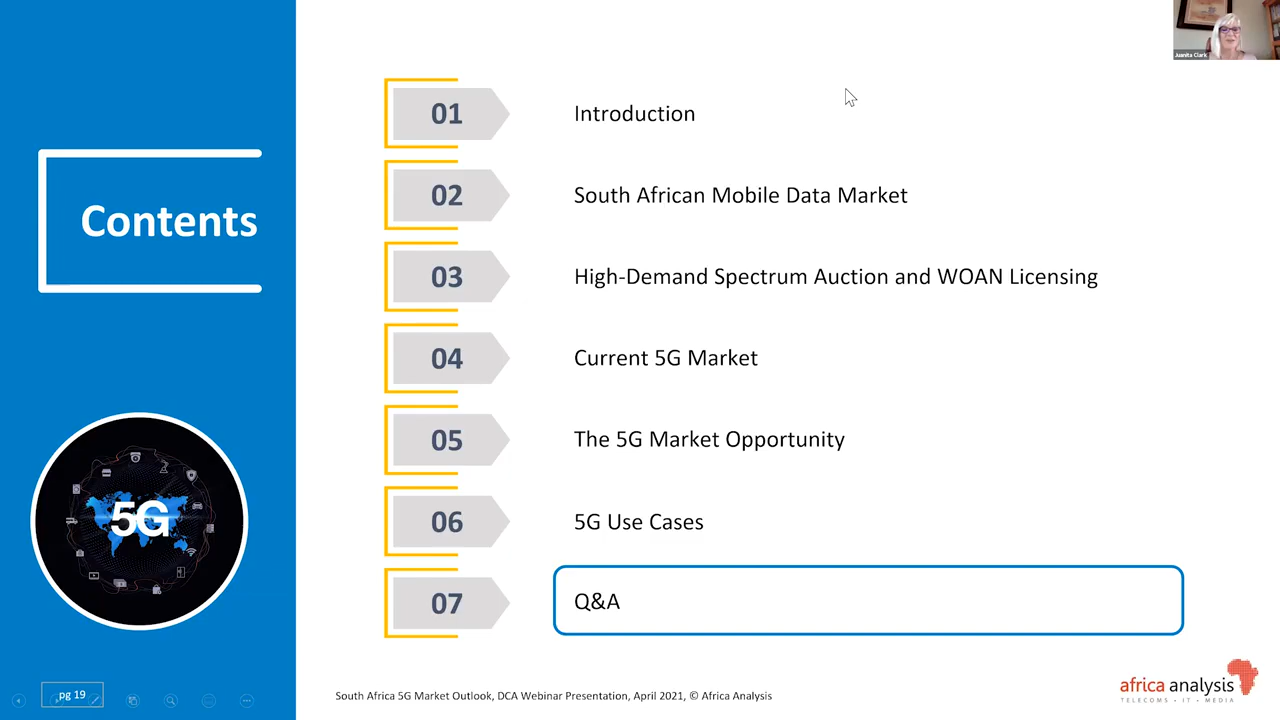 Juanita Clark
Contents
01 Introduction
02 South African Mobile Data Market
03 High-Demand Spectrum Auction and WOAN Licensing
04 Current 5G Market
05 The 5G Market Opportunity
06 5G Use Cases
07 Q&A
5G
pg 19
South Africa 5G Market Outlook, DCA Webinar Presentation, April 2021, © Africa Analysis
africa analysis
TELECOMS • IT • MEDIA